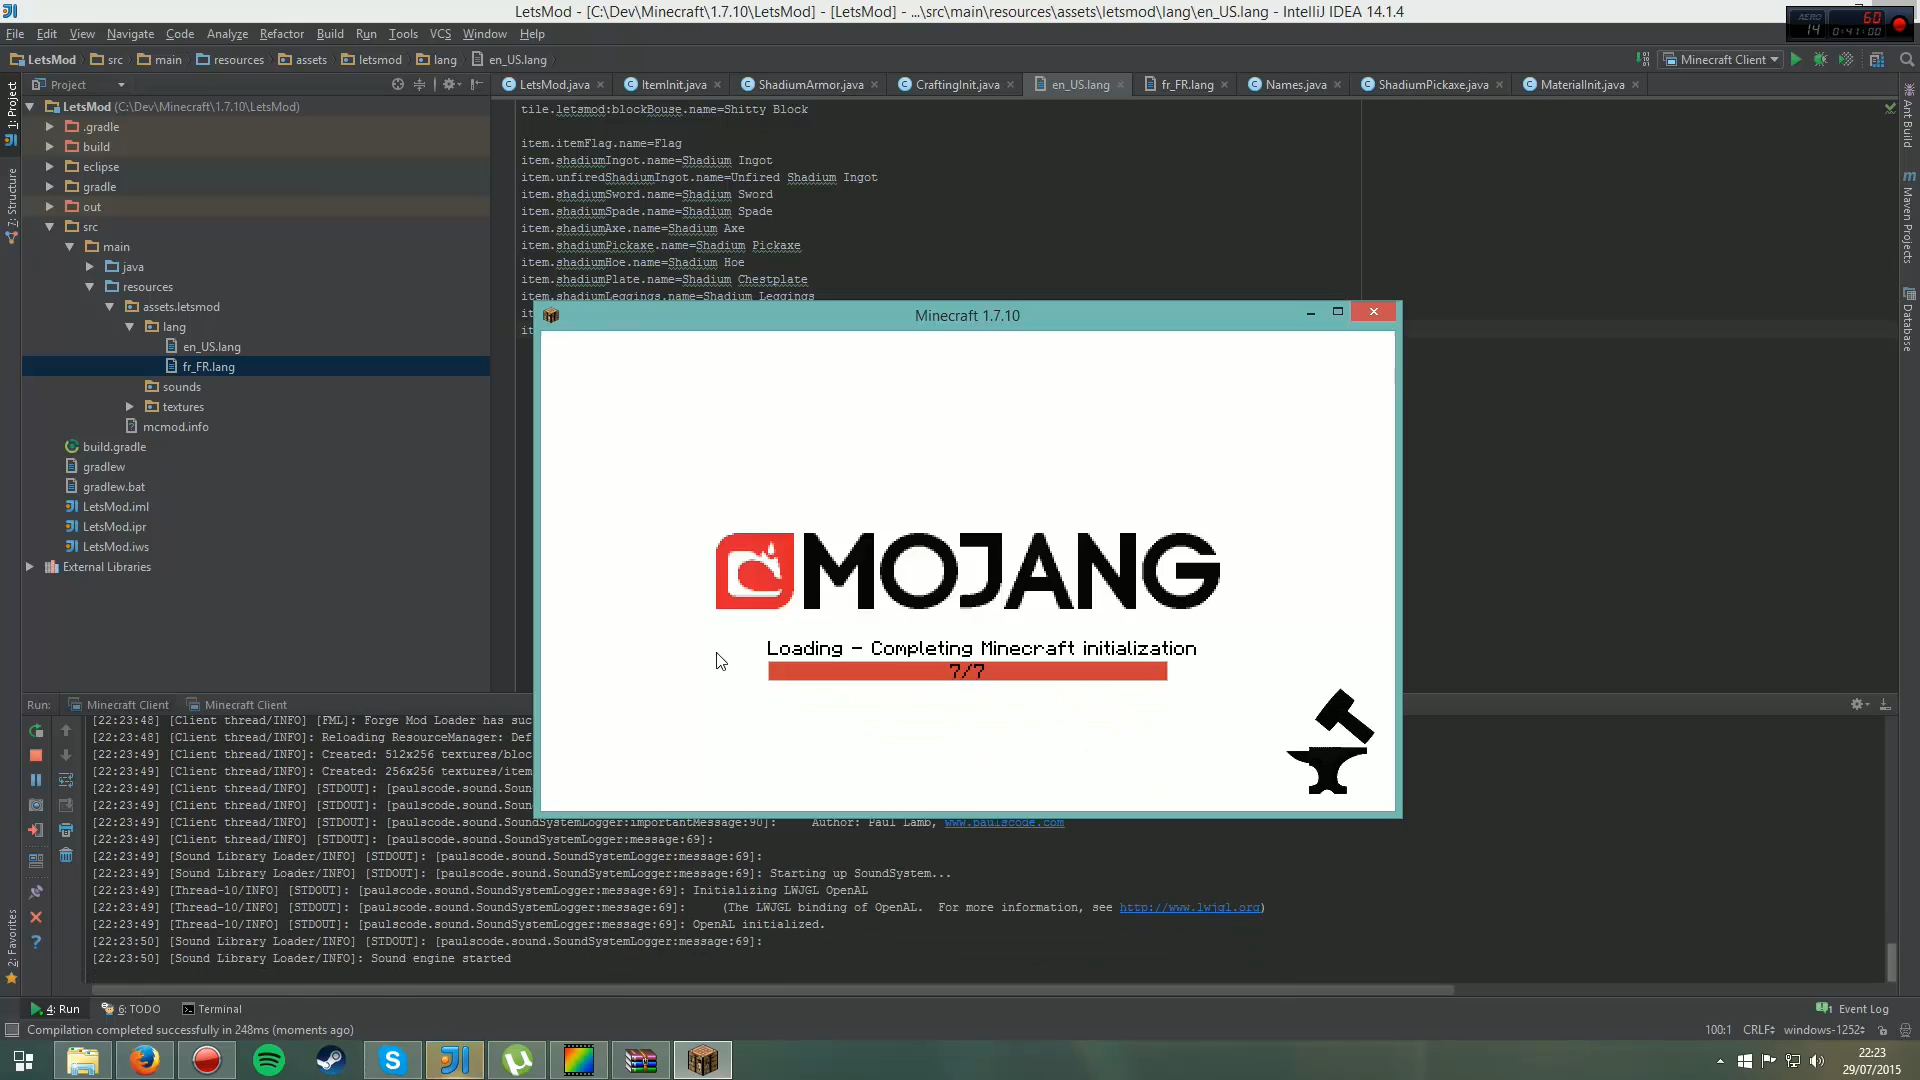 LetsMod - [C:\Dev\Minecraft\1.7.10\LetsMod] - [LetsMod] - ...\src\main\resources\assets\letsmod\lang\en_US.lang - IntelliJ IDEA 14.1.4
File Edit View Navigate Code Analyze Refactor Build Run Tools VCS Window Help
AERO 14 60 0:41:00
LetsMod src main resources assets letsmod lang en_US.lang
Minecraft Client
Project
LetsMod.java ItemInit.java ShadiumArmor.java CraftingInit.java en_US.lang fr_FR.lang Names.java ShadiumPickaxe.java MaterialInit.java
1: Project
7: Structure
2: Favorites
Ant Build
Maven Projects
Database
LetsMod (C:\Dev\Minecraft\1.7.10\LetsMod)
.gradle
build
eclipse
gradle
out
src
main
java
resources
assets.letsmod
lang
en_US.lang
fr_FR.lang
sounds
textures
mcmod.info
build.gradle
gradlew
gradlew.bat
LetsMod.iml
LetsMod.ipr
LetsMod.iws
External Libraries
tile.letsmod:blockBouse.name=Shitty Block
item.itemFlag.name=Flag
item.shadiumIngot.name=Shadium Ingot
item.unfiredShadiumIngot.name=Unfired Shadium Ingot
item.shadiumSword.name=Shadium Sword
item.shadiumSpade.name=Shadium Spade
item.shadiumAxe.name=Shadium Axe
item.shadiumPickaxe.name=Shadium Pickaxe
item.shadiumHoe.name=Shadium Hoe
item.shadiumPlate.name=Shadium Chestplate
item.shadiumLeggings.name=Shadium Leggings
Minecraft 1.7.10
MOJANG
Loading - Completing Minecraft initialization
7/7
Run: Minecraft Client Minecraft Client
[22:23:48] [Client thread/INFO] [FML]: Forge Mod Loader has suc
[22:23:48] [Client thread/INFO]: Reloading ResourceManager: Def
[22:23:49] [Client thread/INFO]: Created: 512x256 textures/bloc
[22:23:49] [Client thread/INFO]: Created: 256x256 textures/item
[22:23:49] [Client thread/INFO] [STDOUT]: [paulscode.sound.Soun
[22:23:49] [Client thread/INFO] [STDOUT]: [paulscode.sound.Soun
[22:23:49] [Client thread/INFO] [STDOUT]: [paulscode.sound.SoundSystemLogger:importantMessage:90]: Author: Paul Lamb, www.paulscode.com
[22:23:49] [Client thread/INFO] [STDOUT]: [paulscode.sound.SoundSystemLogger:message:69]:
[22:23:49] [Sound Library Loader/INFO] [STDOUT]: [paulscode.sound.SoundSystemLogger:message:69]:
[22:23:49] [Sound Library Loader/INFO] [STDOUT]: [paulscode.sound.SoundSystemLogger:message:69]: Starting up SoundSystem...
[22:23:49] [Thread-10/INFO] [STDOUT]: [paulscode.sound.SoundSystemLogger:message:69]: Initializing LWJGL OpenAL
[22:23:49] [Thread-10/INFO] [STDOUT]: [paulscode.sound.SoundSystemLogger:message:69]: (The LWJGL binding of OpenAL. For more information, see http://www.lwjgl.org)
[22:23:49] [Thread-10/INFO] [STDOUT]: [paulscode.sound.SoundSystemLogger:message:69]: OpenAL initialized.
[22:23:50] [Sound Library Loader/INFO] [STDOUT]: [paulscode.sound.SoundSystemLogger:message:69]:
[22:23:50] [Sound Library Loader/INFO]: Sound engine started
4: Run 6: TODO Terminal
1 Event Log
Compilation completed successfully in 248ms (moments ago)
100:1 CRLF windows-1252
22:23
29/07/2015